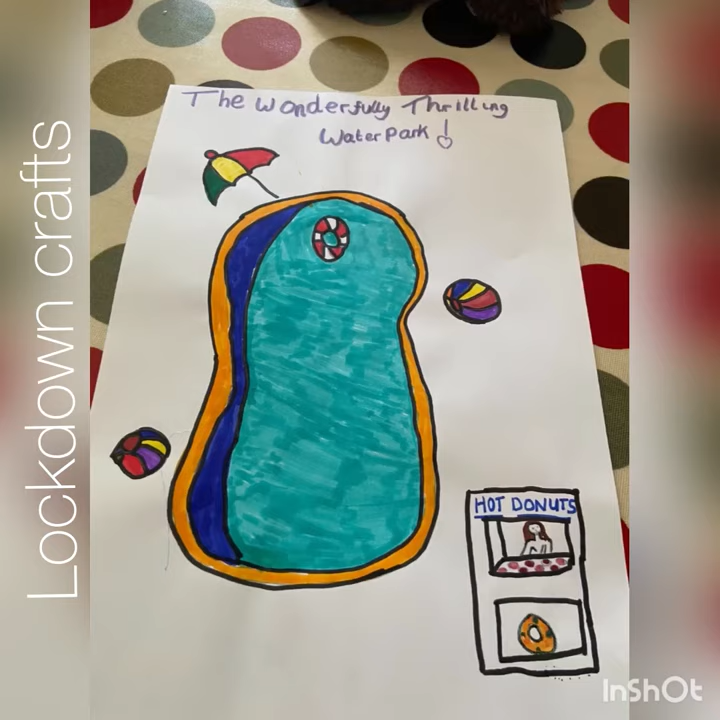 The Wonderfully Thrilling
Water Park!
Lockdown crafts
HOT DONUTS
InShOt